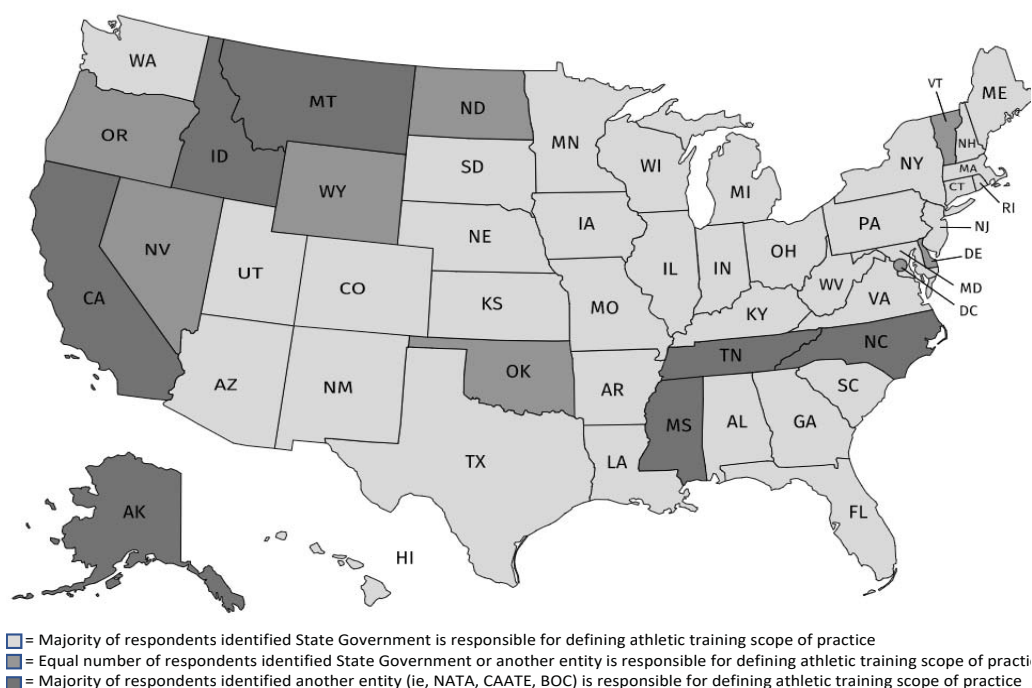 WA
MT
ND
MN
VT
ME
OR
ID
SD
WI
MI
NY
NH
MA
CT
RI
WY
NE
IA
PA
NJ
NV
UT
CO
KS
MO
IL
IN
OH
WV
VA
DE
MD
DC
KY
CA
AZ
NM
OK
AR
TN
NC
SC
TX
LA
MS
AL
GA
FL
AK
HI
= Majority of respondents identified State Government is responsible for defining athletic training scope of practice
= Equal number of respondents identified State Government or another entity is responsible for defining athletic training scope of practi
= Majority of respondents identified another entity (ie, NATA, CAATE, BOC) is responsible for defining athletic training scope of practice